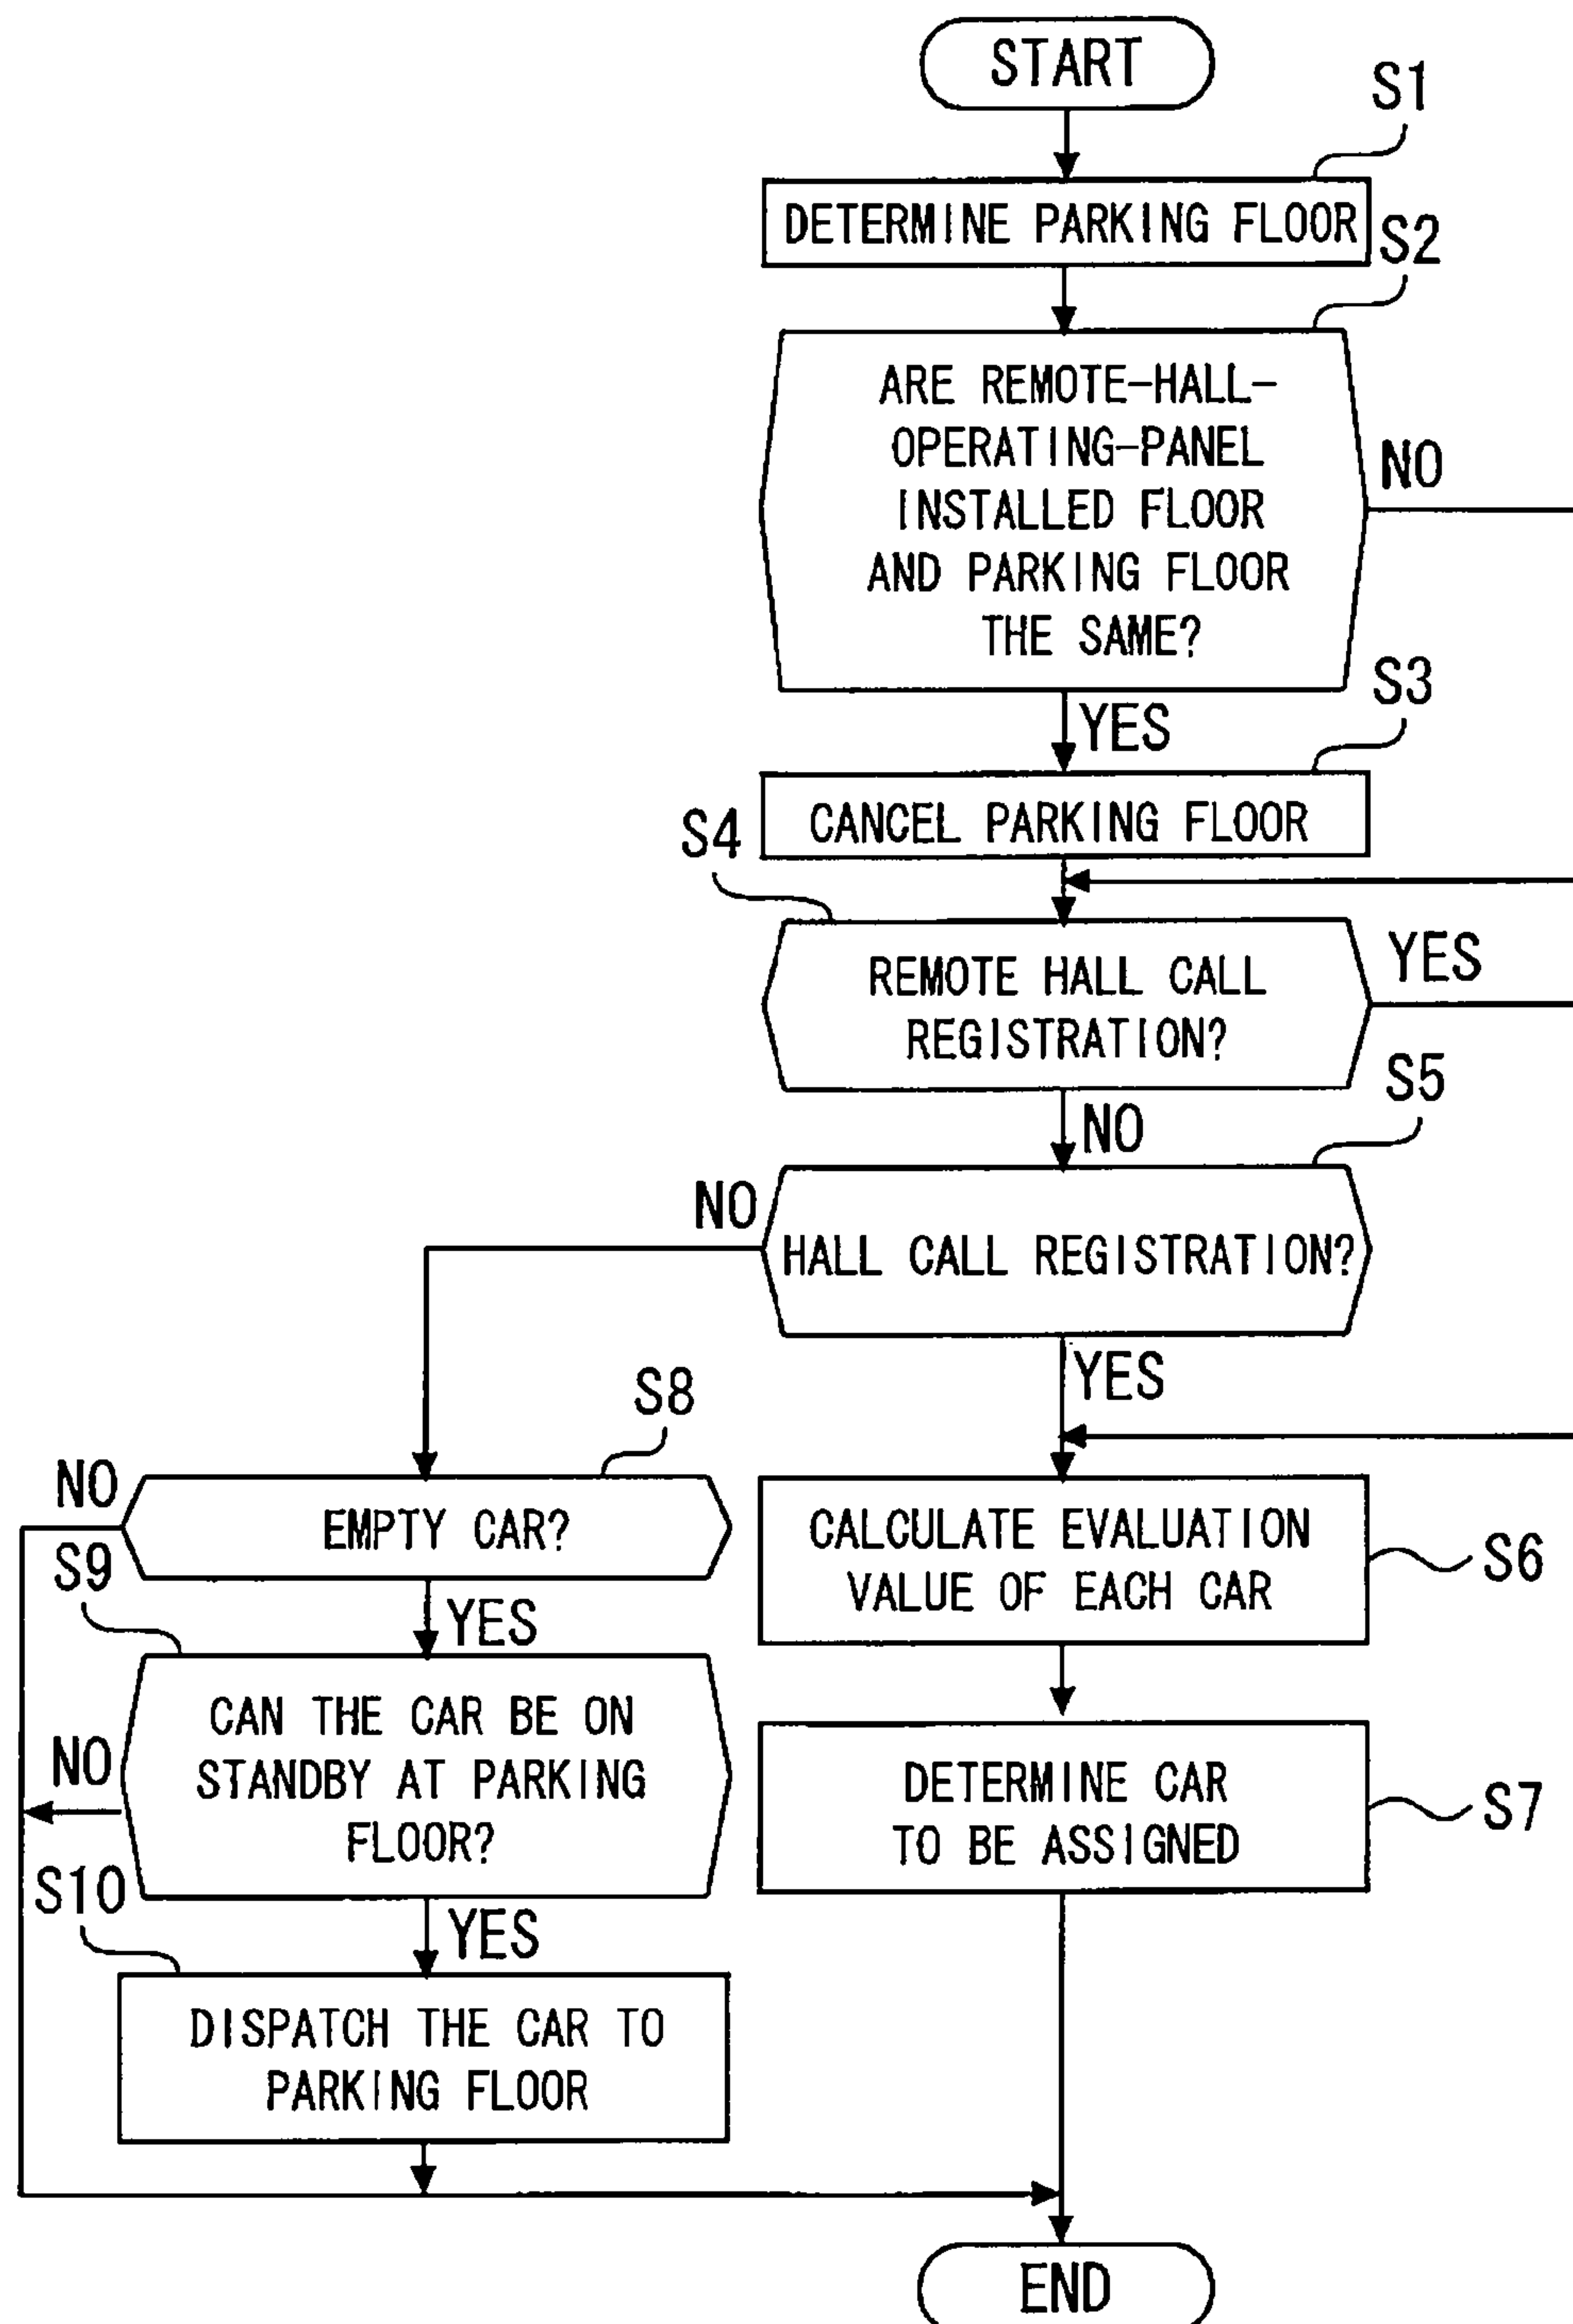 START
S1
DETERMINE PARKING FLOOR
S2
ARE REMOTE-HALL-
OPERATING-PANEL
INSTALLED FLOOR
AND PARKING FLOOR
THE SAME?
NO
YES
S3
CANCEL PARKING FLOOR
S4
REMOTE HALL CALL
REGISTRATION?
YES
NO
S5
HALL CALL REGISTRATION?
NO
YES
S8
EMPTY CAR?
NO
YES
CALCULATE EVALUATION
VALUE OF EACH CAR
S6
S9
CAN THE CAR BE ON
STANDBY AT PARKING
FLOOR?
NO
YES
DETERMINE CAR
TO BE ASSIGNED
S7
S10
DISPATCH THE CAR TO
PARKING FLOOR
END